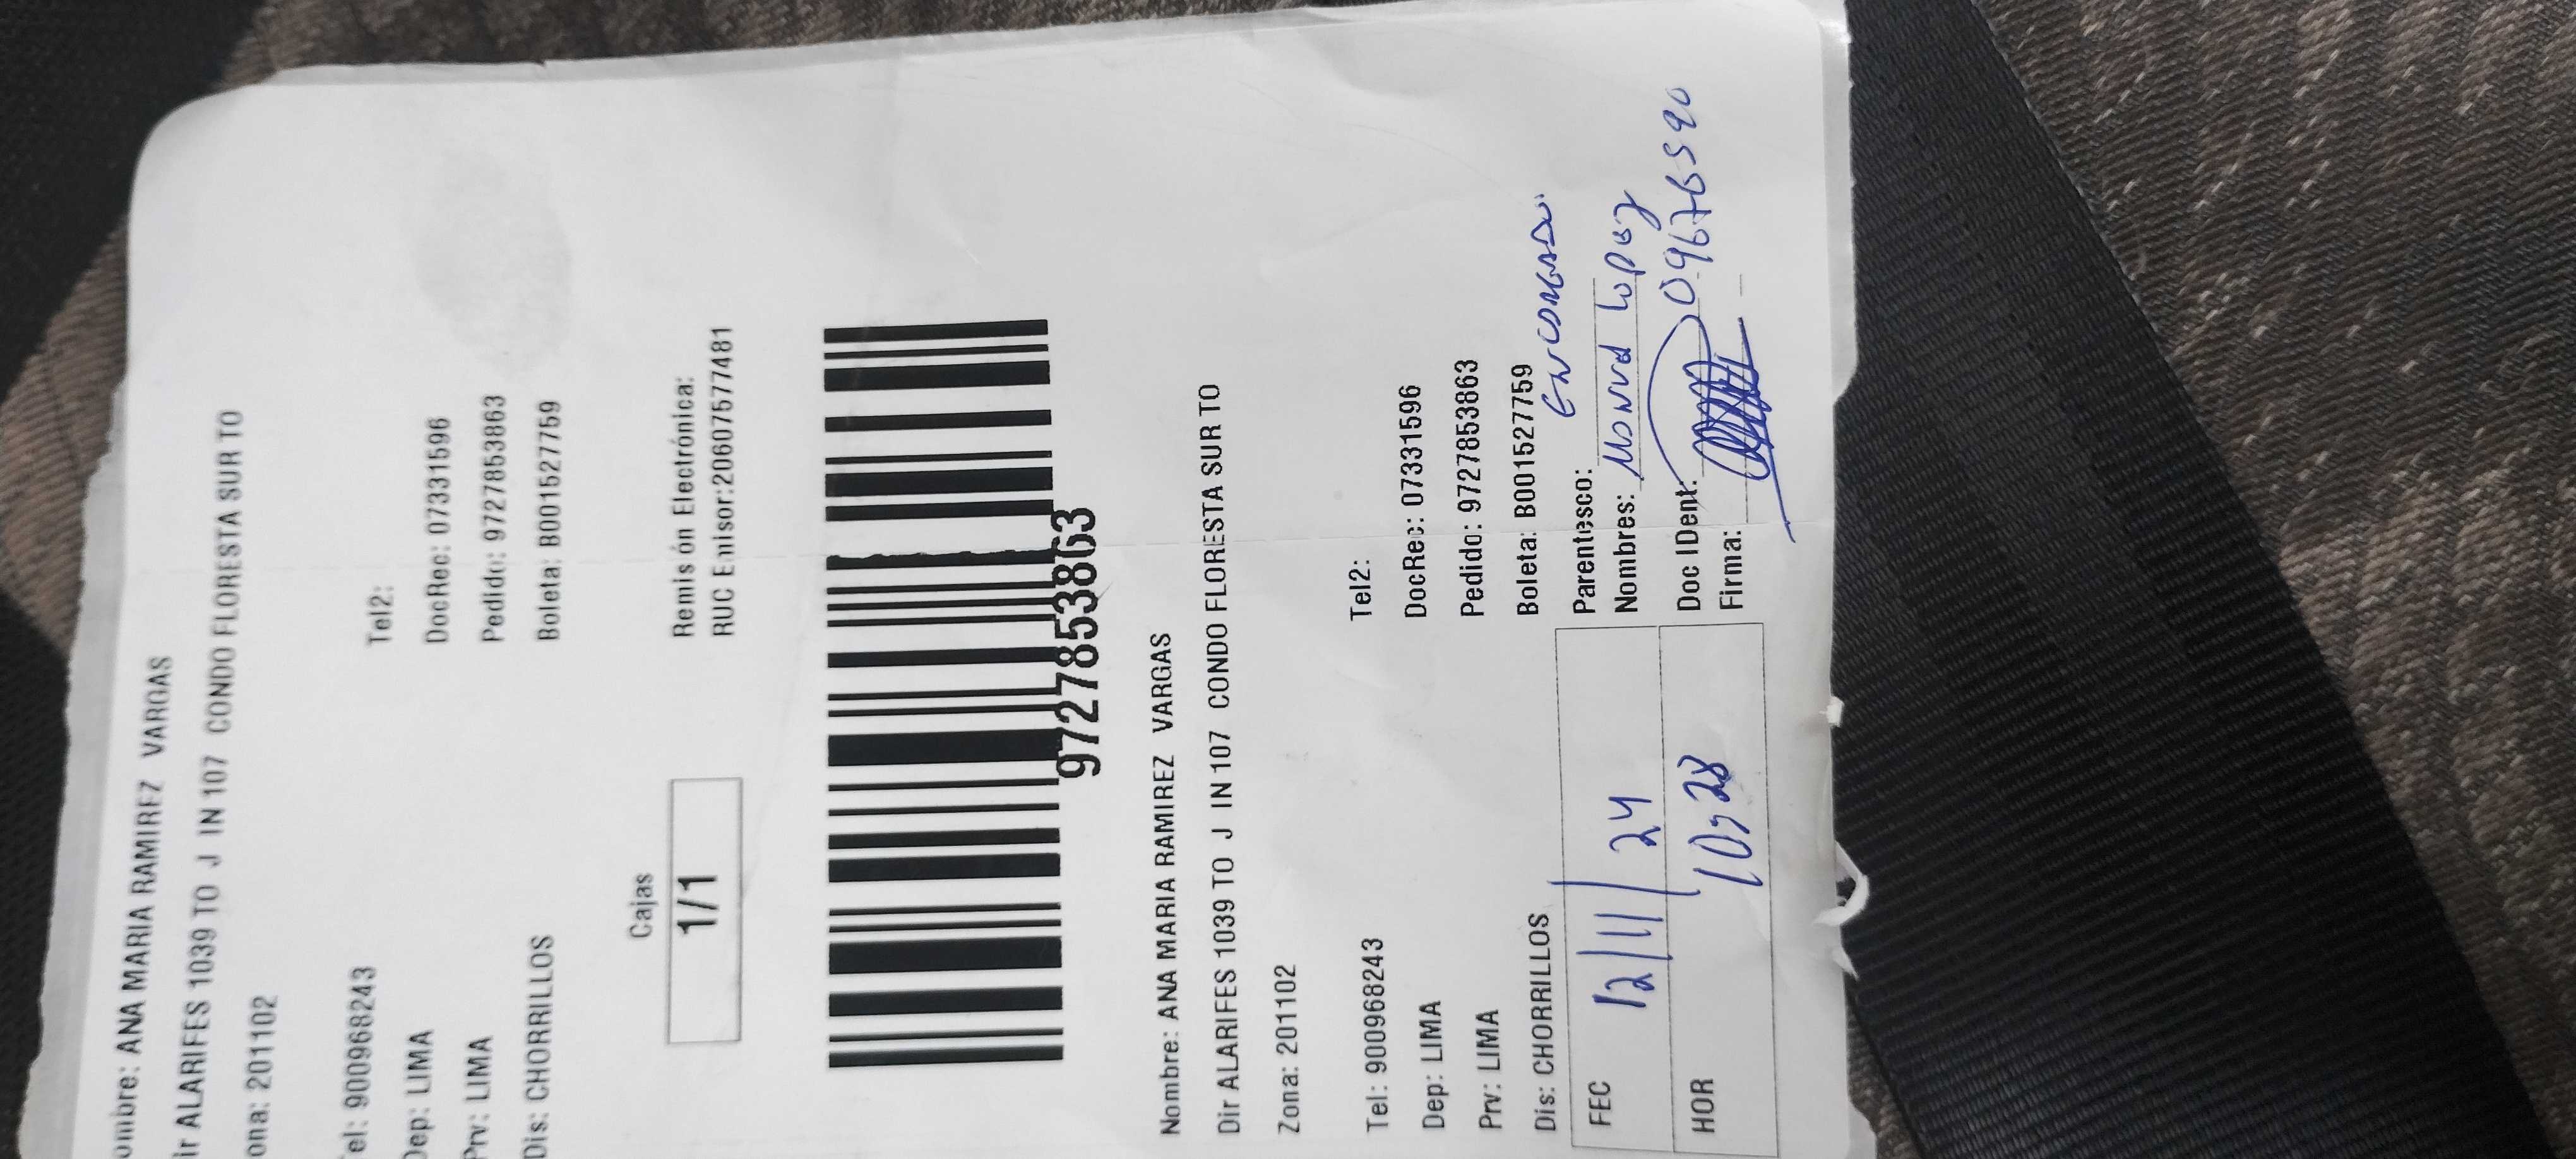 ombre: ANA MARIA RAMIREZ VARGAS
ir ALARIFES 1039 TO J IN 107 CONDO FLORESTA SUR TO
ona: 201102
el: 900968243 Tel2:
Dep: LIMA DocRec: 07331596
Prv: LIMA Pedido: 9727853863
Dis: CHORRILLOS Boleta: B001527759
Cajas
1/1
Remisión Electrónica:
RUC Emisor:20607577481
9727853863
Nombre: ANA MARIA RAMIREZ VARGAS
Dir ALARIFES 1039 TO J IN 107 CONDO FLORESTA SUR TO
Zona: 201102
Tel: 900968243 Tel2:
Dep: LIMA DocRec: 07331596
Prv: LIMA Pedido: 9727853863
Dis: CHORRILLOS Boleta: B001527759
FEC 12/11/24
HOR 10:28
Parentesco:
Nombres: Lopez
Doc IDent: 09676590
Firma: